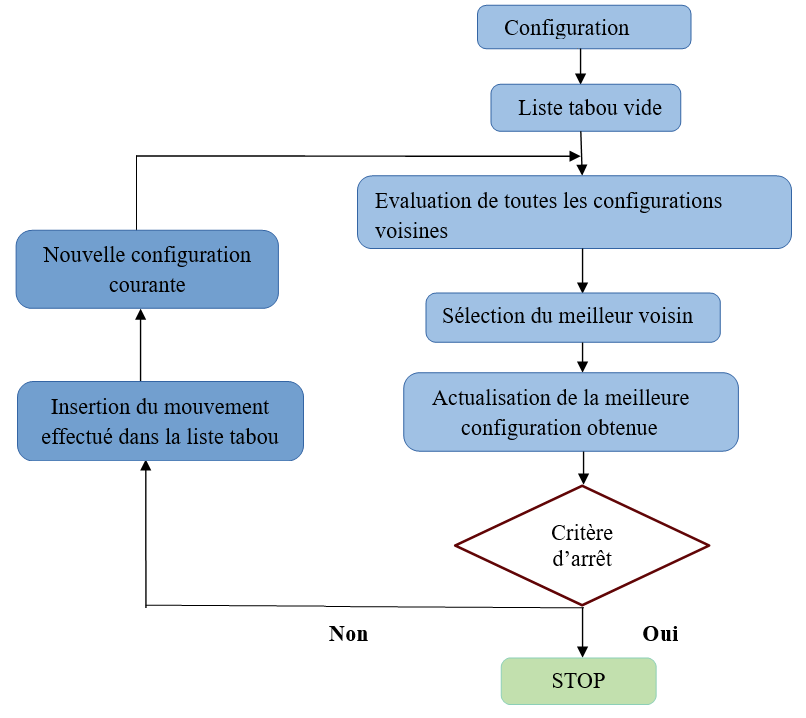 Configuration
Liste tabou vide
Evaluation de toutes les configurations
voisines
Sélection du meilleur voisin
Actualisation de la meilleure
configuration obtenue
Critère
d’arrêt
Non
Oui
STOP
Insertion du mouvement
effectué dans la liste tabou
Nouvelle configuration
courante